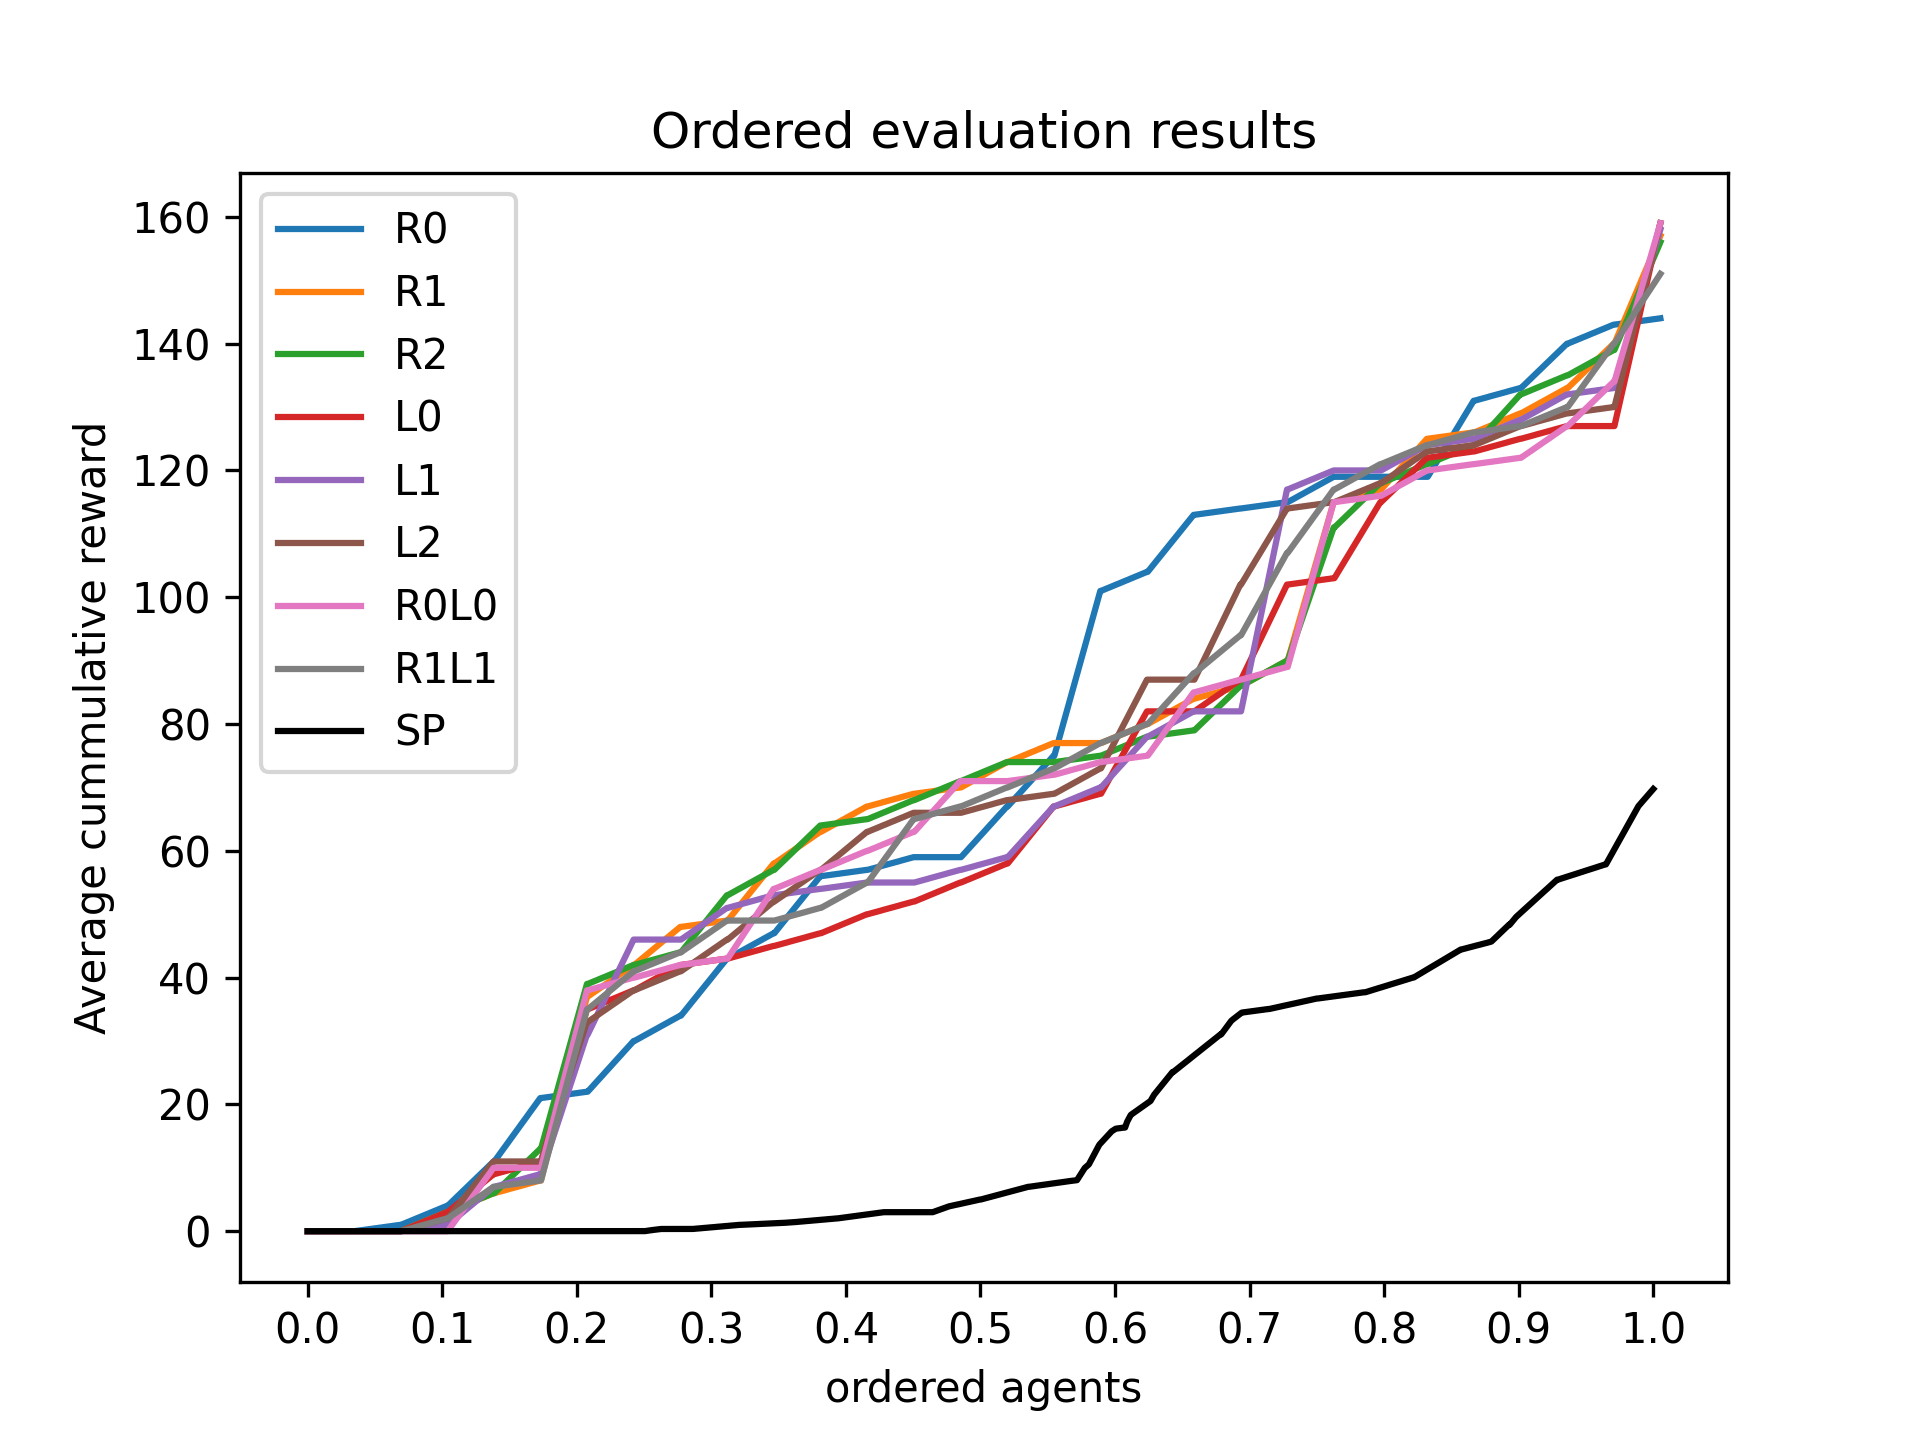 Ordered evaluation results
Average cummulative reward
160
140
120
100
80
60
40
20
0
R0
R1
R2
L0
L1
L2
R0L0
R1L1
SP
0.0 0.1 0.2 0.3 0.4 0.5 0.6 0.7 0.8 0.9 1.0
ordered agents